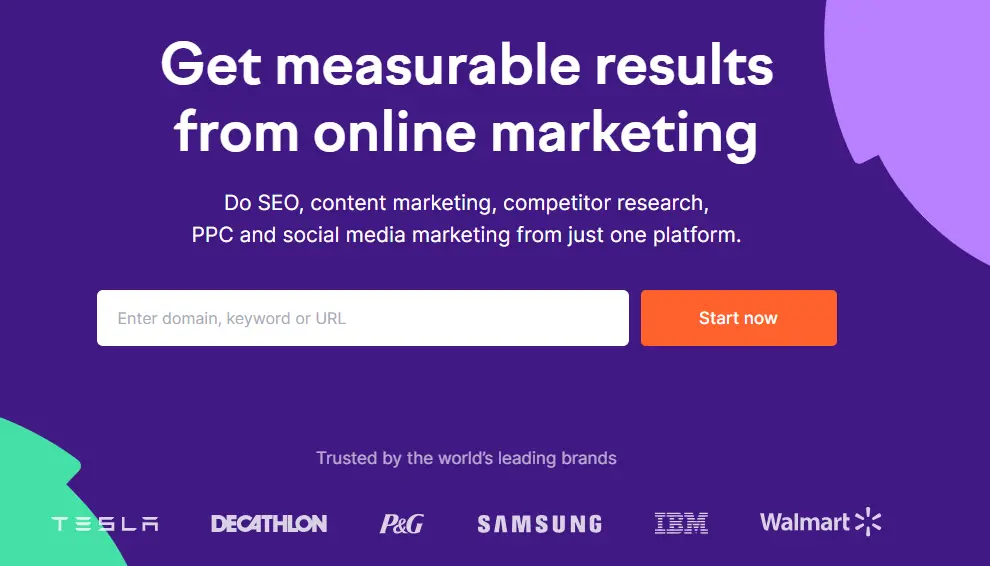 Get measurable results
from online marketing
Do SEO, content marketing, competitor research,
PPC and social media marketing from just one platform.
Enter domain, keyword or URL
Start now
Trusted by the world’s leading brands
TESLA DECATHLON P&G SAMSUNG IBM Walmart